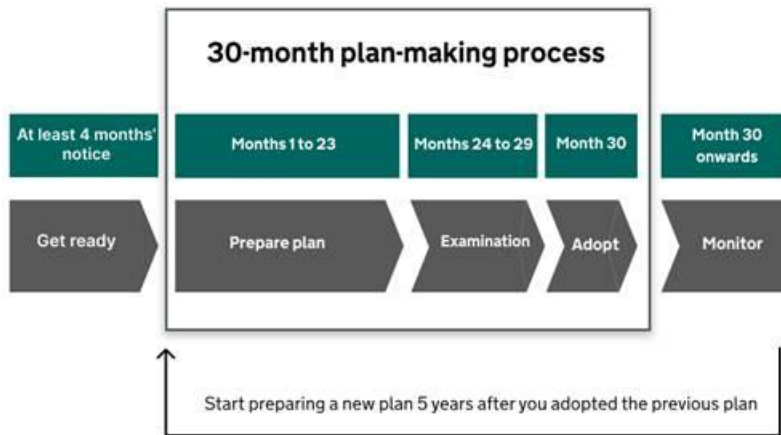 30-month plan-making process
At least 4 months'
notice
Months 1 to 23
Months 24 to 29
Month 30
Month 30
onwards
Get ready
Prepare plan
Examination
Adopt
Monitor
Start preparing a new plan 5 years after you adopted the previous plan